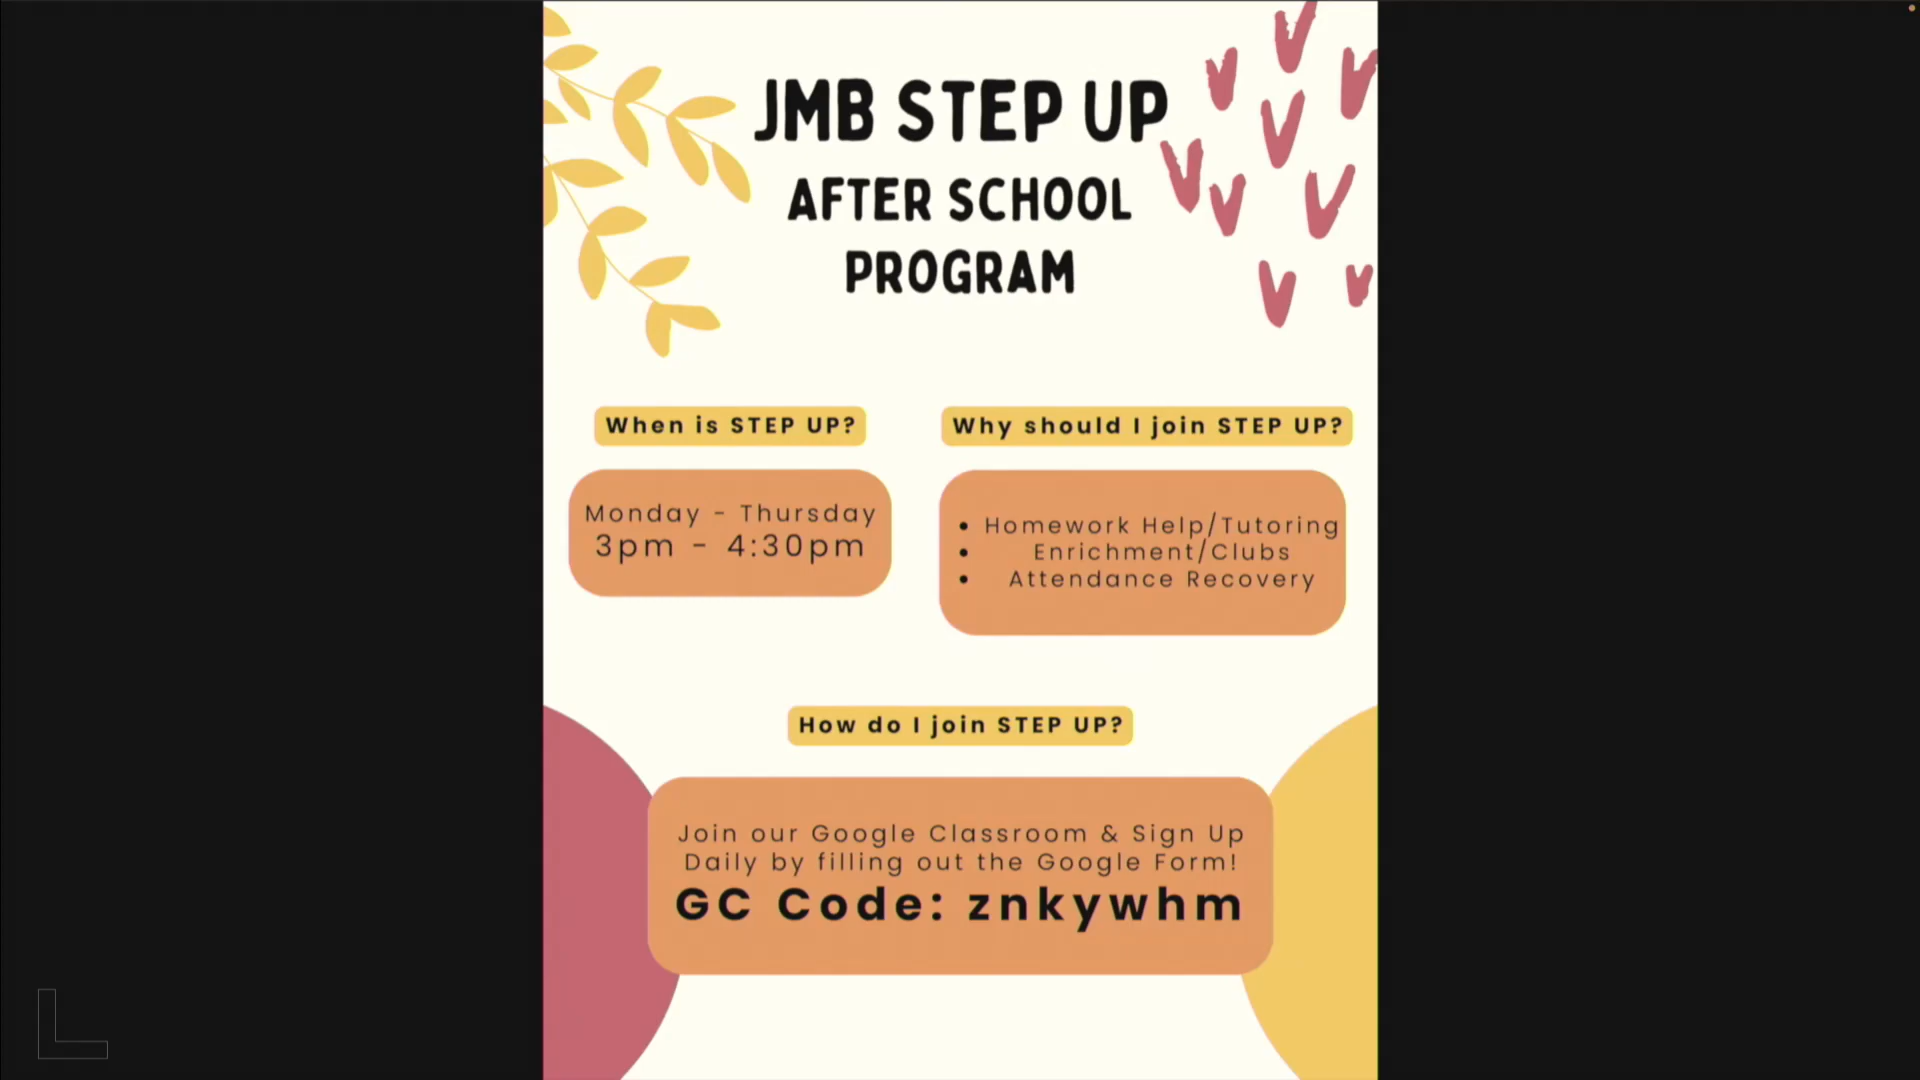 JMB STEP UP
AFTER SCHOOL
PROGRAM
When is STEP UP?
Monday - Thursday
3pm - 4:30pm
Why should I join STEP UP?
• Homework Help/Tutoring
• Enrichment/Clubs
• Attendance Recovery
How do I join STEP UP?
Join our Google Classroom & Sign Up
Daily by filling out the Google Form!
GC Code: znkywhm